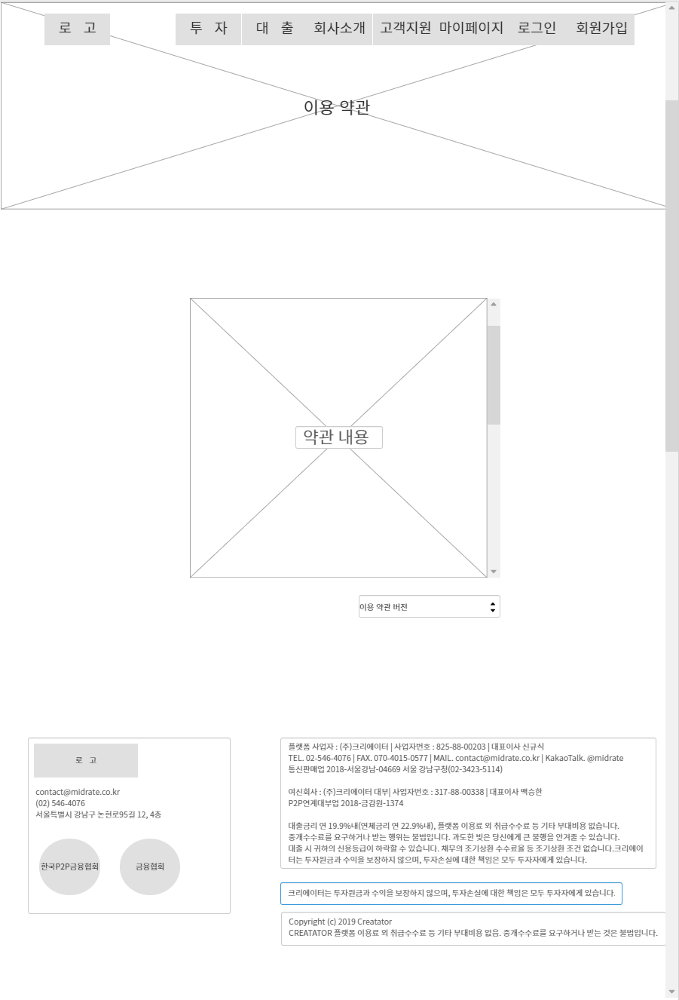 로 고
투 자
대 출
회사소개
고객지원
마이페이지
로그인
회원가입
이용 약관
약관 내용
이용 약관 버전
로 고
contact@midrate.co.kr
(02) 546-4076
서울특별시 강남구 논현로95길 12, 4층
한국P2P금융협회
금융협회
플랫폼 사업자 : (주)크리에이터 | 사업자번호 : 825-88-00203 | 대표이사 신규식
TEL. 02-546-4076 | FAX. 070-4015-0577 | MAIL. contact@midrate.co.kr | KakaoTalk. @midrate
통신판매업 2018-서울강남-04669 서울 강남구청(02-3423-5114)
여신회사 : (주)크리에이터 대부| 사업자번호 : 317-88-00338 | 대표이사 백승한
P2P연계대부업 2018-금감원-1374
대출금리 연 19.9%내(연체금리 연 22.9%내), 플랫폼 이용료 외 취급수수료 등 기타 부대비용 없습니다.
중개수수료를 요구하거나 받는 행위는 불법입니다. 과도한 빚은 당신에게 큰 불행을 안겨줄 수 있습니다.
대출 시 귀하의 신용등급이 하락할 수 있습니다. 채무의 조기상환 수수료율 등 조기상환 조건 없습니다.크리에이
터는 투자원금과 수익을 보장하지 않으며, 투자손실에 대한 책임은 모두 투자자에게 있습니다.
크리에이터는 투자원금과 수익을 보장하지 않으며, 투자손실에 대한 책임은 모두 투자자에게 있습니다.
Copyright (c) 2019 Creatator
CREATATOR 플랫폼 이용료 외 취급수수료 등 기타 부대비용 없음. 중개수수료를 요구하거나 받는 것은 불법입니다.